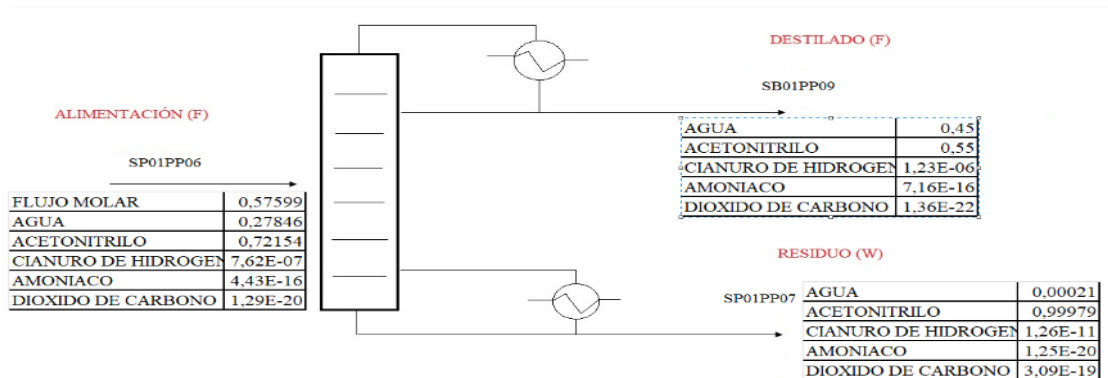 DESTILADO (F)
SB01PP09
ALIMENTACIÓN (F)
AGUA 0,45
ACETONITRILO 0,55
CIANURO DE HIDROGEN 1,23E-06
AMONIACO 7,16E-16
DIOXIDO DE CARBONO 1,36E-22
SP01PP06
FLUJO MOLAR 0,57599
AGUA 0,27846
ACETONITRILO 0,72154
CIANURO DE HIDROGEN 7,62E-07
AMONIACO 4,43E-16
DIOXIDO DE CARBONO 1,29E-20
RESIDUO (W)
SP01PP07
AGUA 0,00021
ACETONITRILO 0,99979
CIANURO DE HIDROGEN 1,26E-11
AMONIACO 1,25E-20
DIOXIDO DE CARBONO 3,09E-19